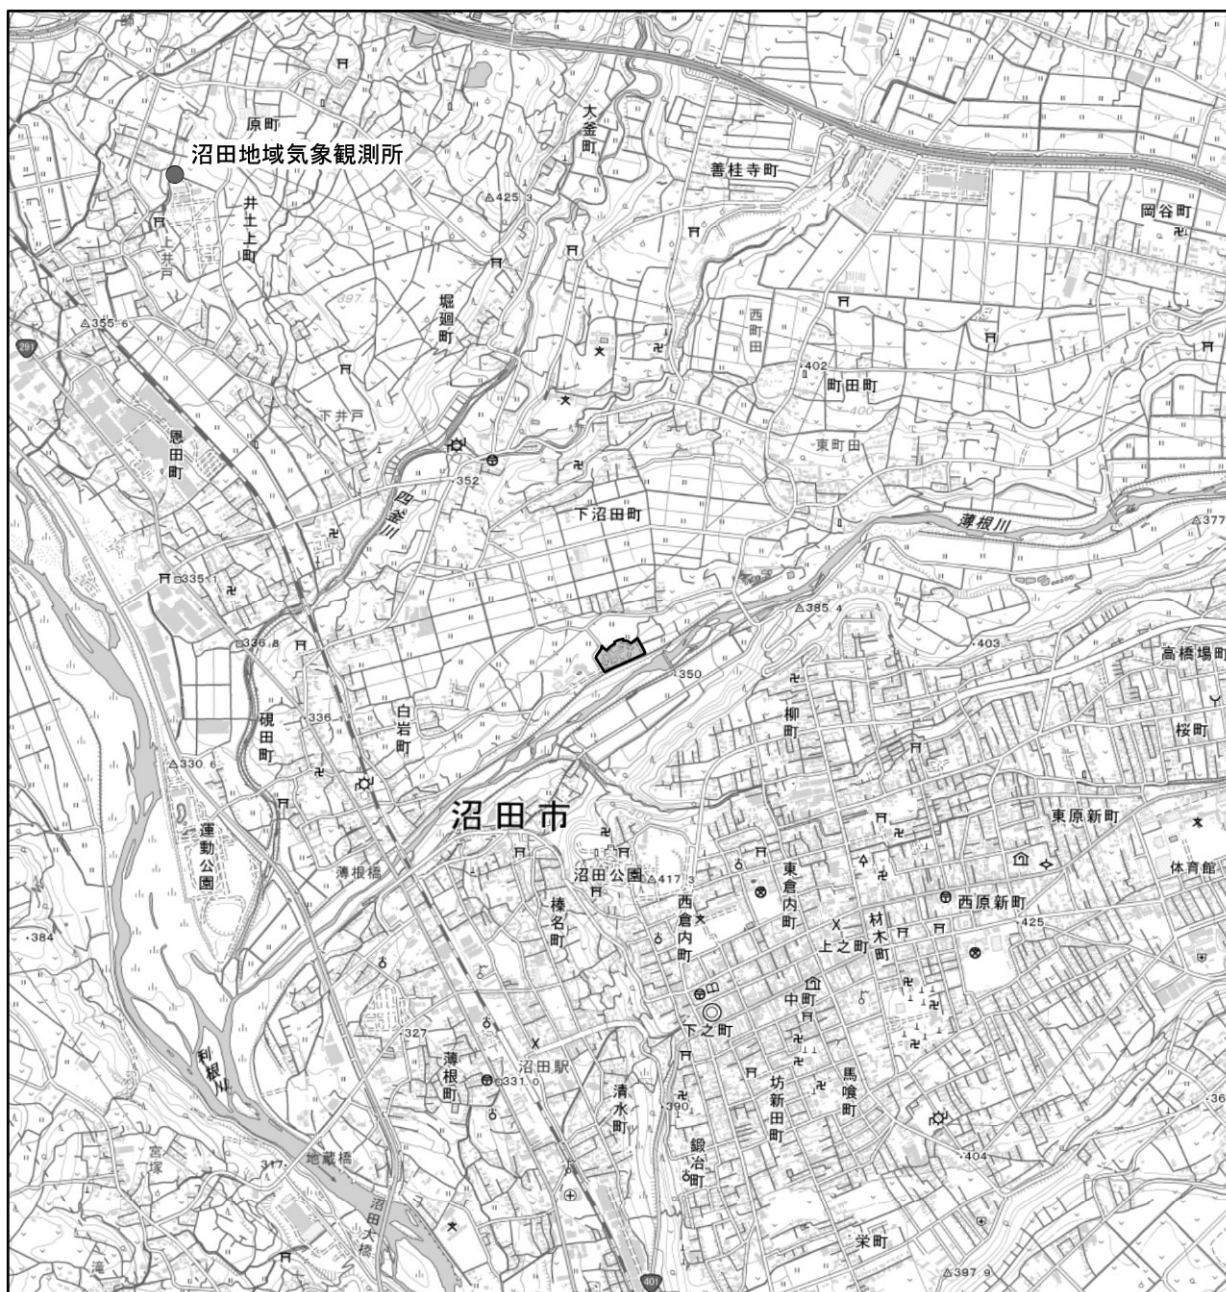 原町
沼田地域気象観測所
大釜町
善桂寺町
岡谷町
井土上町
上井戸
425.3
397.5
堀廻町
西町田
355.6
291
402
町田町
400
下井戸
東町田
恩田町
352
四釜川
下沼田町
薄根川
377
335.1
385.4
336.8
403
350
高橋場町
白岩町
柳町
336
硯田町
桜町
330.6
沼田市
東原新町
運動公園
薄根橋
沼田公園
417.3
体育館
東倉内町
西倉内町
西原新町
榛名町
材木町
425
上之町
384
中町
下之町
327
利根川
薄根町
沼田駅
331.0
清水町
坊新田町
馬喰町
390
鍛冶町
404
宮塚
317
地蔵橋
沼田大橋
滝
栄町
401
397.9